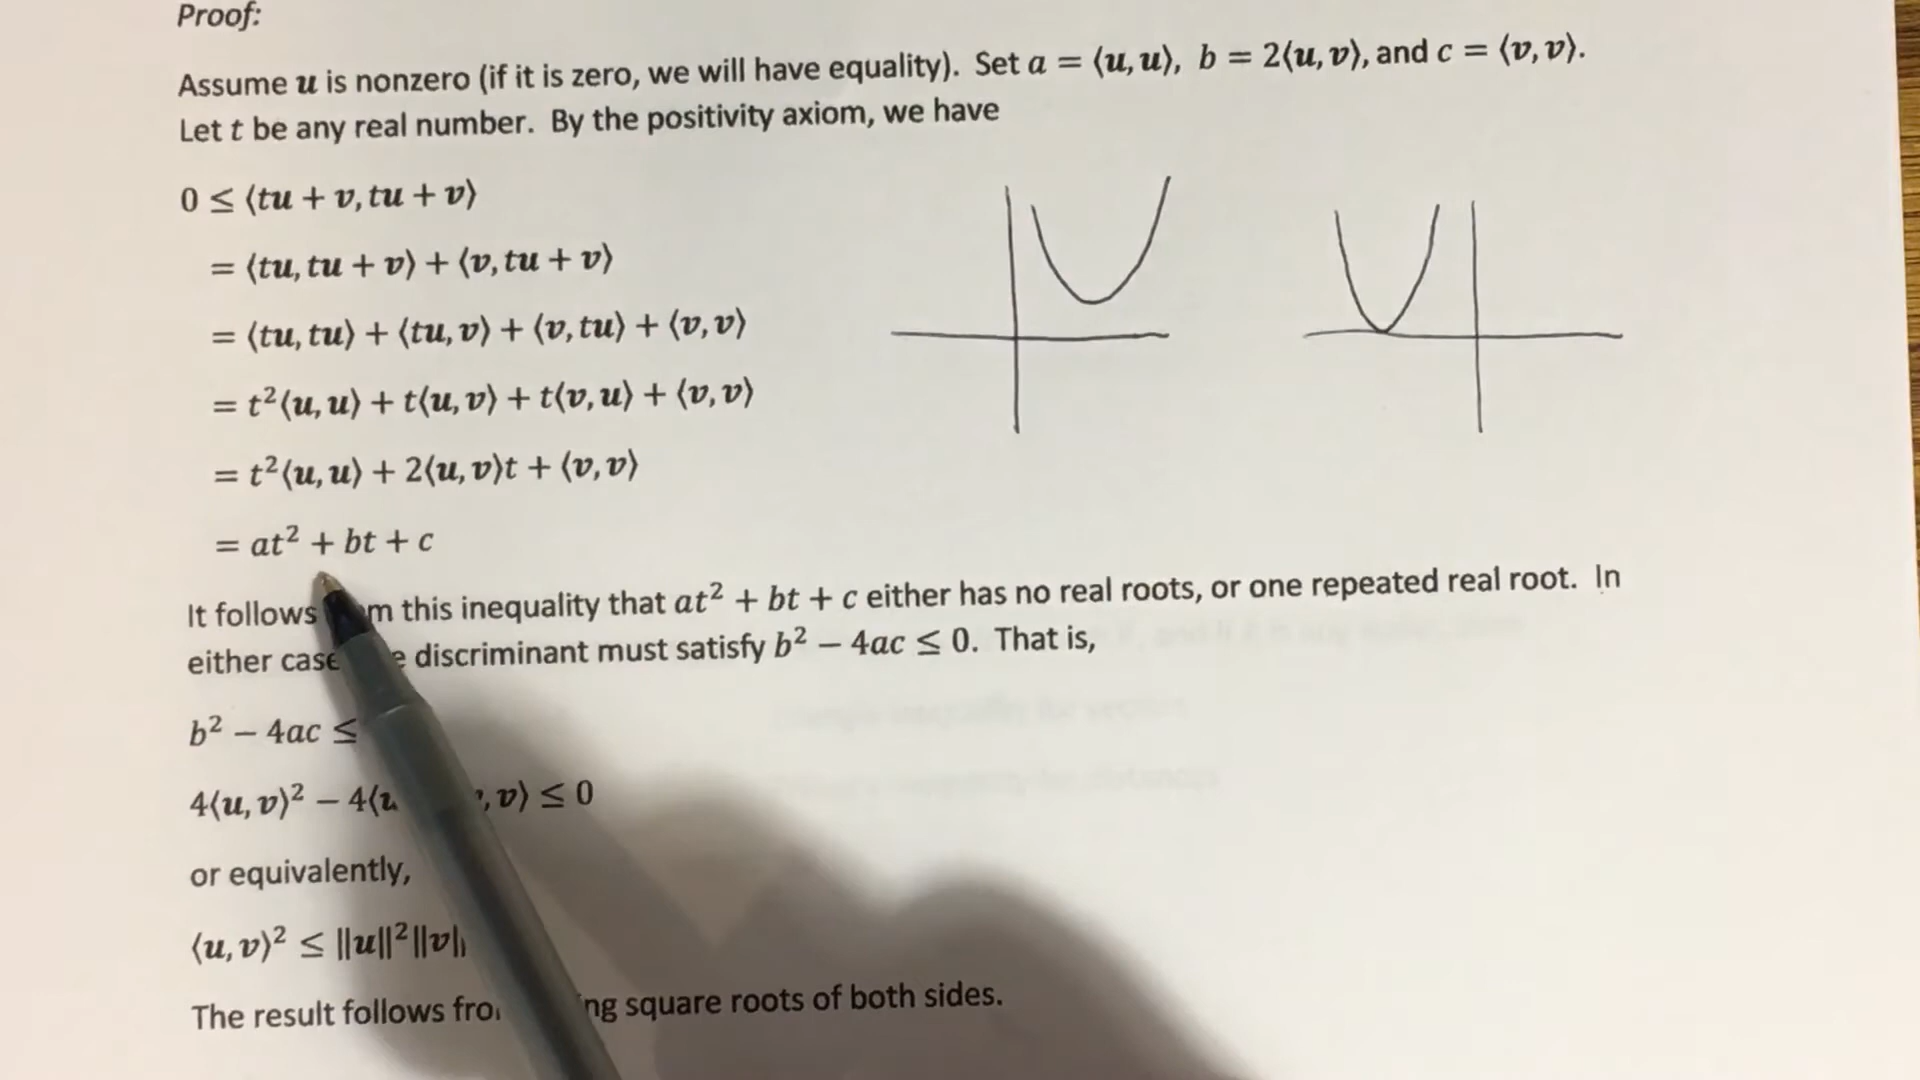 Proof:
Assume u is nonzero (if it is zero, we will have equality). Set a = ⟨u, u⟩, b = 2⟨u, v⟩, and c = ⟨v, v⟩.
Let t be any real number. By the positivity axiom, we have
0 ≤ ⟨tu + v, tu + v⟩
= ⟨tu, tu + v⟩ + ⟨v, tu + v⟩
= ⟨tu, tu⟩ + ⟨tu, v⟩ + ⟨v, tu⟩ + ⟨v, v⟩
= t²⟨u, u⟩ + t⟨u, v⟩ + t⟨v, u⟩ + ⟨v, v⟩
= t²⟨u, u⟩ + 2⟨u, v⟩t + ⟨v, v⟩
= at² + bt + c
It follows this inequality that at² + bt + c either has no real roots, or one repeated real root. In
either case discriminant must satisfy b² − 4ac ≤ 0. That is,
b² − 4ac ≤
4⟨u, v⟩² − 4⟨u , v⟩ ≤ 0
or equivalently,
⟨u, v⟩² ≤ ||u||²||v||
The result follows square roots of both sides.